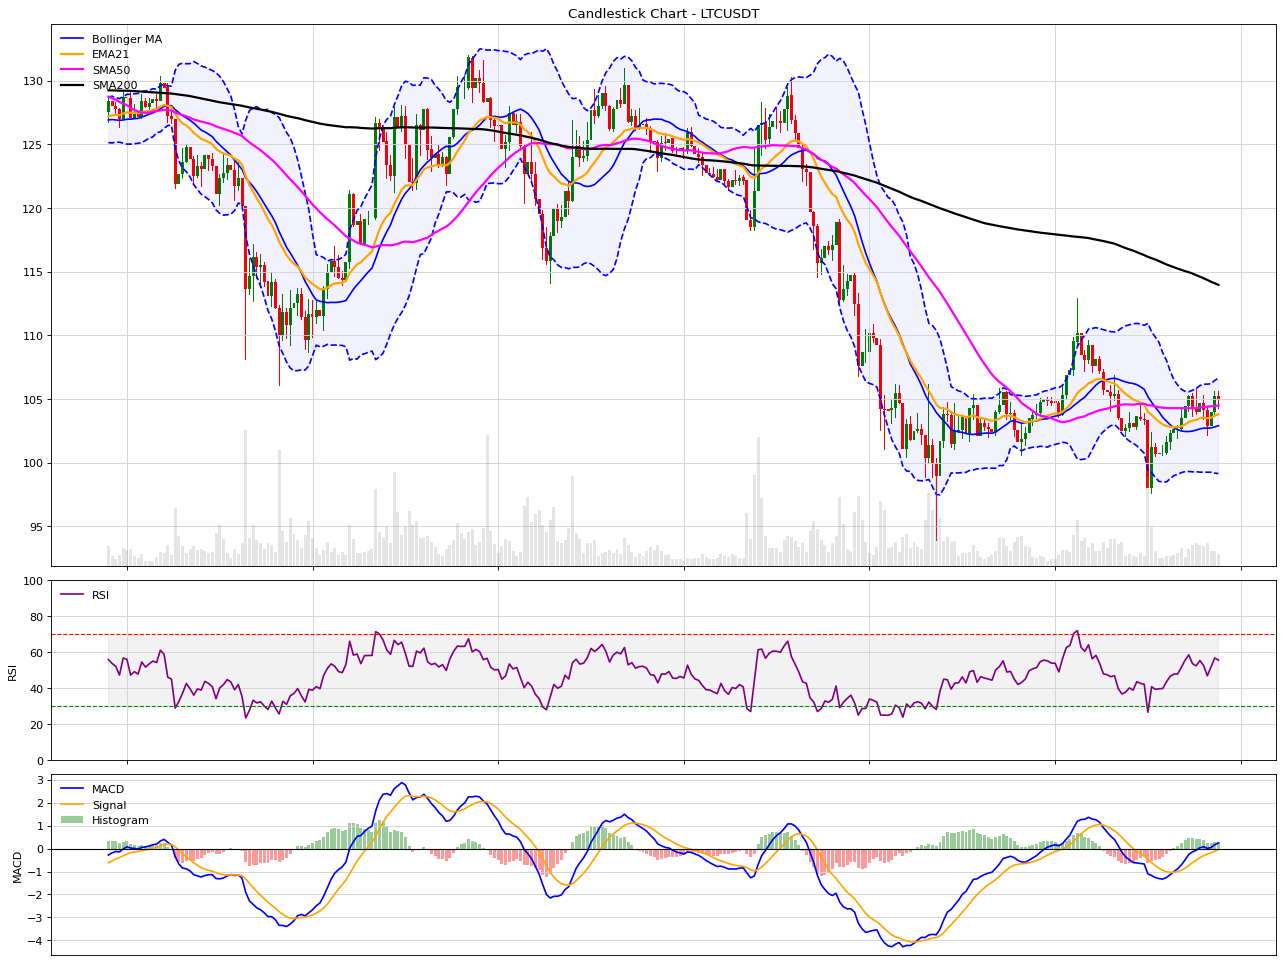 Candlestick Chart - LTCUSDT
Bollinger MA
EMA21
SMA50
SMA200
130
125
120
115
110
105
100
95
100
80
60
40
20
0
RSI
RSI
3
2
1
0
−1
−2
−3
−4
MACD
MACD
Signal
Histogram